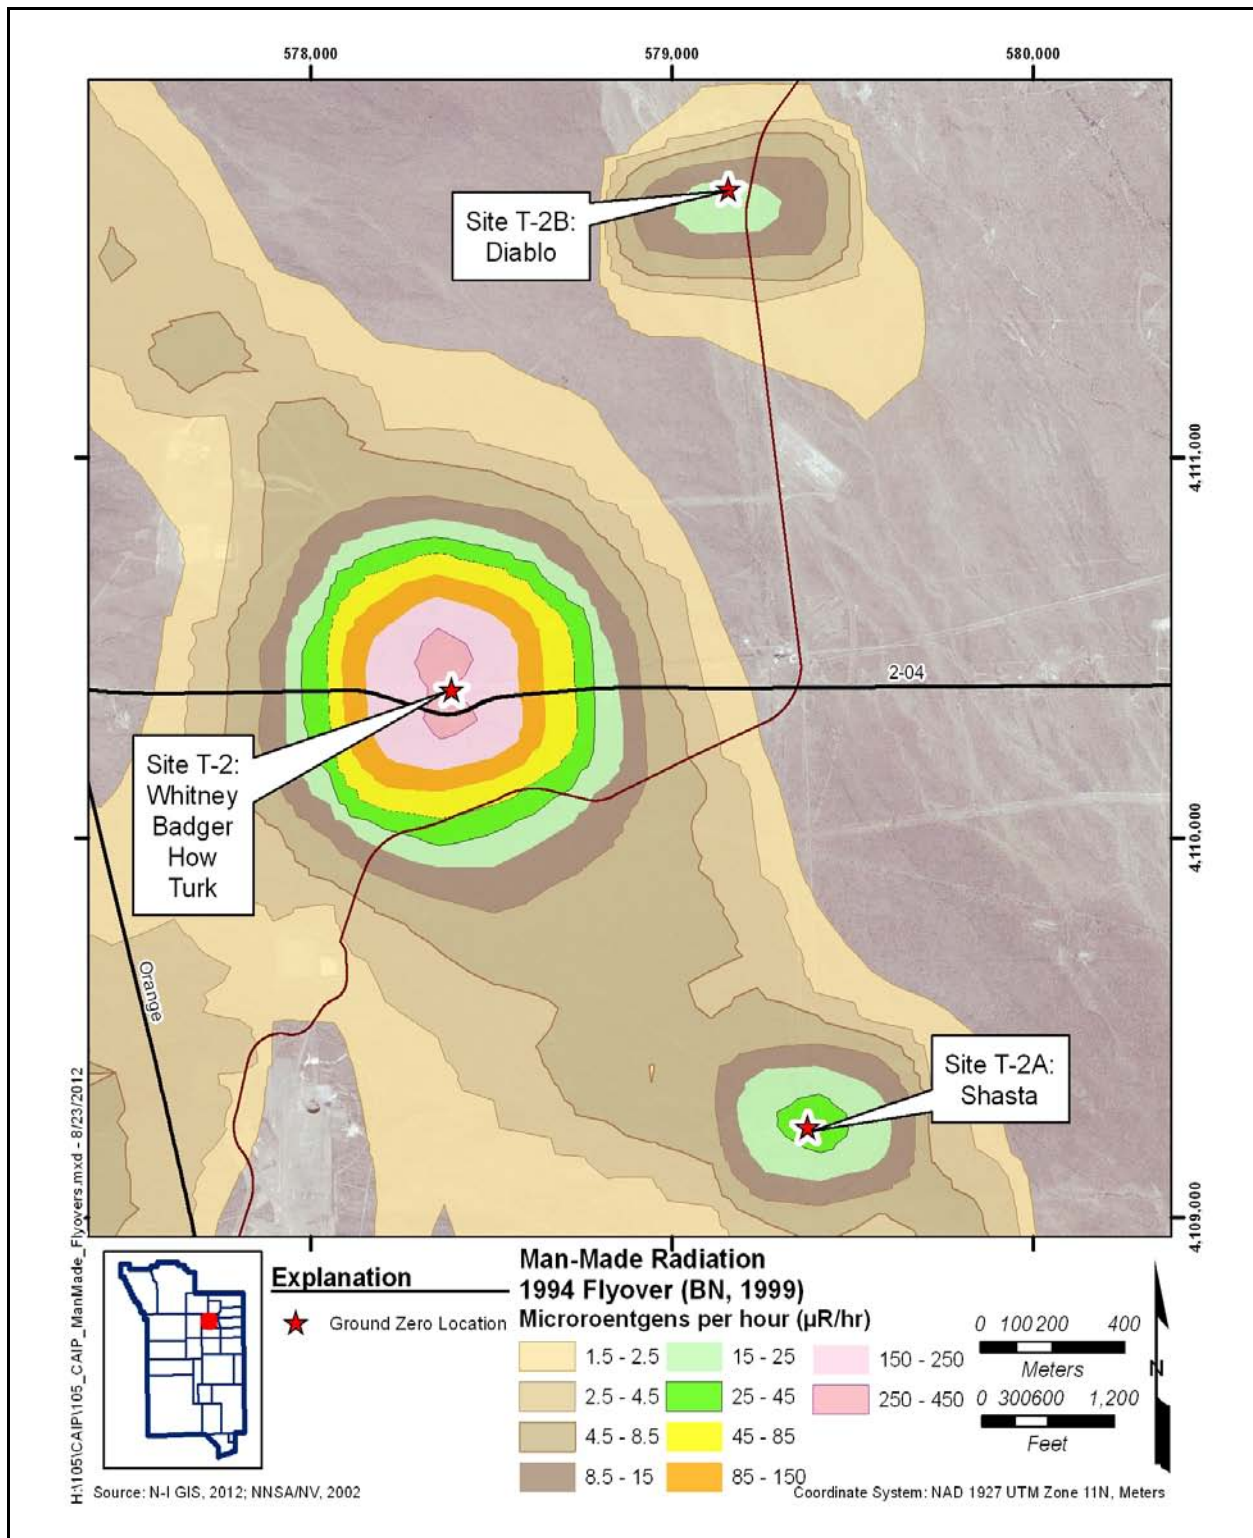 578,000
579,000
580,000
Site T-2B:
Diablo
4,111,000
2-04
Site T-2:
Whitney
Badger
How
Turk
4,110,000
Orange
Site T-2A:
Shasta
4,109,000
H:\105\CAIP\105_CAIP_ManMade_Flyovers.mxd - 8/23/2012
Explanation
Ground Zero Location
Man-Made Radiation
1994 Flyover (BN, 1999)
Microroentgens per hour (µR/hr)
1.5 - 2.5
15 - 25
150 - 250
2.5 - 4.5
25 - 45
250 - 450
4.5 - 8.5
45 - 85
8.5 - 15
85 - 150
0 100 200 400
Meters
0 300 600 1,200
Feet
N
Source: N-I GIS, 2012; NNSA/NV, 2002
Coordinate System: NAD 1927 UTM Zone 11N, Meters